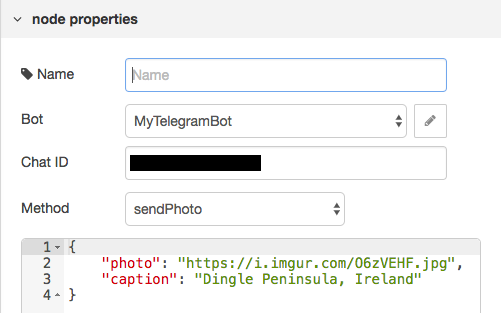 node properties
Name
Name
Bot
MyTelegramBot
Chat ID
Method
sendPhoto
1 {
2 "photo": "https://i.imgur.com/O6zVEHF.jpg",
3 "caption": "Dingle Peninsula, Ireland"
4 }